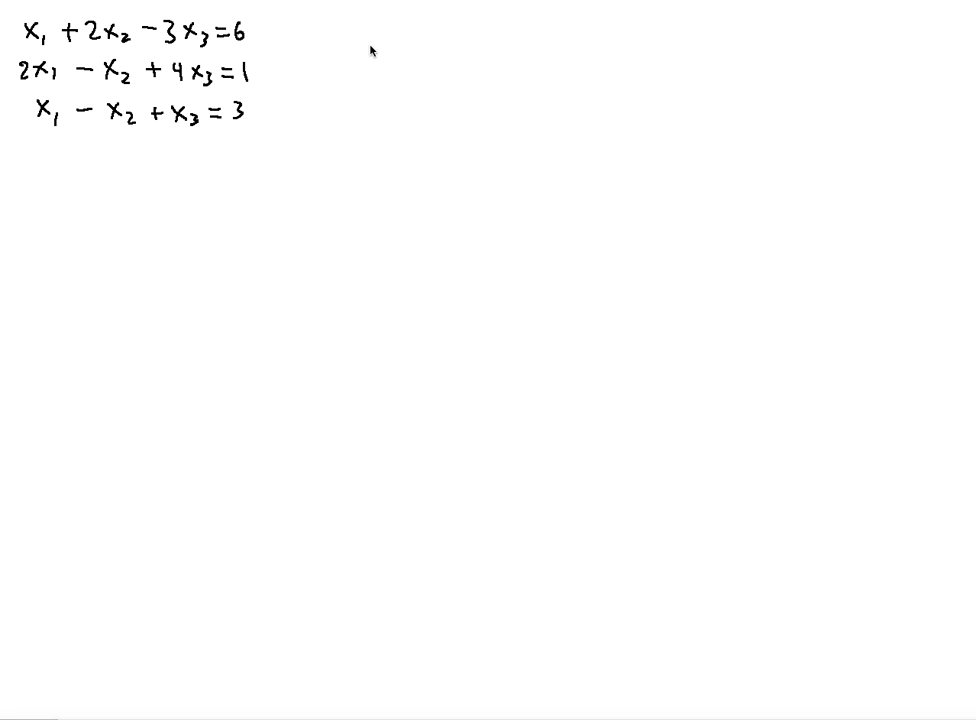 x₁ + 2x₂ - 3x₃ = 6
2x₁ - x₂ + 4x₃ = 1
x₁ - x₂ + x₃ = 3